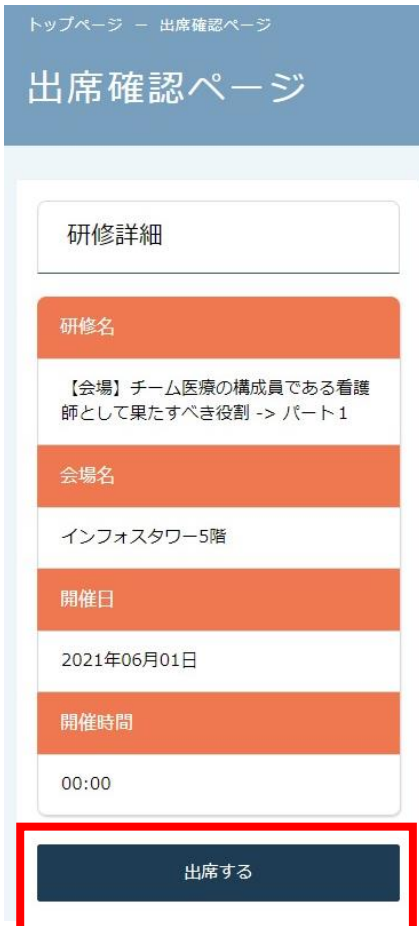 トップページ － 出席確認ページ
出席確認ページ
研修詳細
研修名
【会場】チーム医療の構成員である看護
師として果たすべき役割 -> パート１
会場名
インフォスタワー5階
開催日
2021年06月01日
開催時間
00:00
出席する